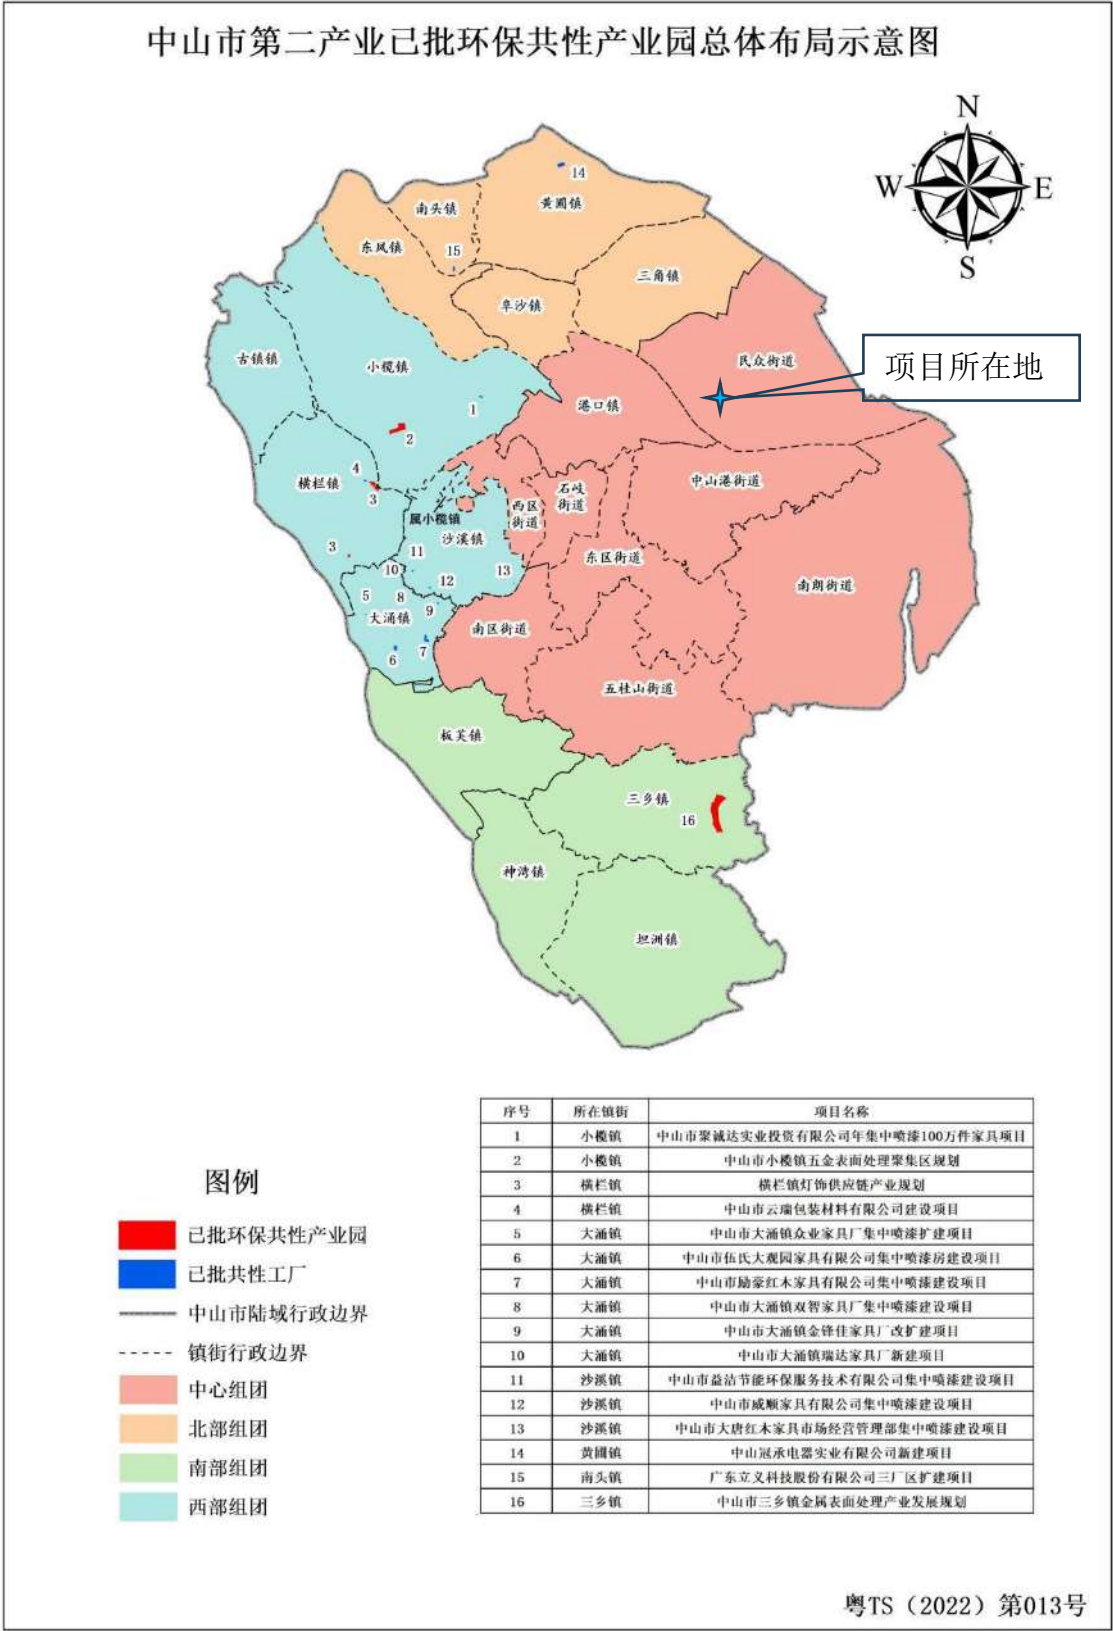 中山市第二产业已批环保共性产业园总体布局示意图
N
W
E
S
14
南头镇
黄圃镇
东凤镇
15
三角镇
阜沙镇
古镇镇
小榄镇
民众街道
项目所在地
1
港口镇
2
4
横栏镇
3
中山港街道
石岐
街道
西区
街道
属小榄镇
沙溪镇
3
11
东区街道
10
12
13
南朗街道
5
8
9
大涌镇
南区街道
7
6
五桂山街道
板芙镇
三乡镇
16
神湾镇
坦洲镇
图例
已批环保共性产业园
已批共性工厂
中山市陆域行政边界
镇街行政边界
中心组团
北部组团
南部组团
西部组团
序号 所在镇街 项目名称
1 小榄镇 中山市聚诚达实业投资有限公司年集中喷漆100万件家具项目
2 小榄镇 中山市小榄镇五金表面处理聚集区规划
3 横栏镇 横栏镇灯饰供应链产业规划
4 横栏镇 中山市云瑞包装材料有限公司建设项目
5 大涌镇 中山市大涌镇众业家具厂集中喷漆扩建项目
6 大涌镇 中山市伍氏大观园家具有限公司集中喷漆房建设项目
7 大涌镇 中山市励豪红木家具有限公司集中喷漆建设项目
8 大涌镇 中山市大涌镇双智家具厂集中喷漆建设项目
9 大涌镇 中山市大涌镇金锋佳家具厂改扩建项目
10 大涌镇 中山市大涌镇瑞达家具厂新建项目
11 沙溪镇 中山市益洁节能环保服务技术有限公司集中喷漆建设项目
12 沙溪镇 中山市威顺家具有限公司集中喷漆建设项目
13 沙溪镇 中山市大唐红木家具市场经营管理部集中喷漆建设项目
14 黄圃镇 中山冠承电器实业有限公司新建项目
15 南头镇 广东立义科技股份有限公司三厂区扩建项目
16 三乡镇 中山市三乡镇金属表面处理产业发展规划
粤TS（2022）第013号